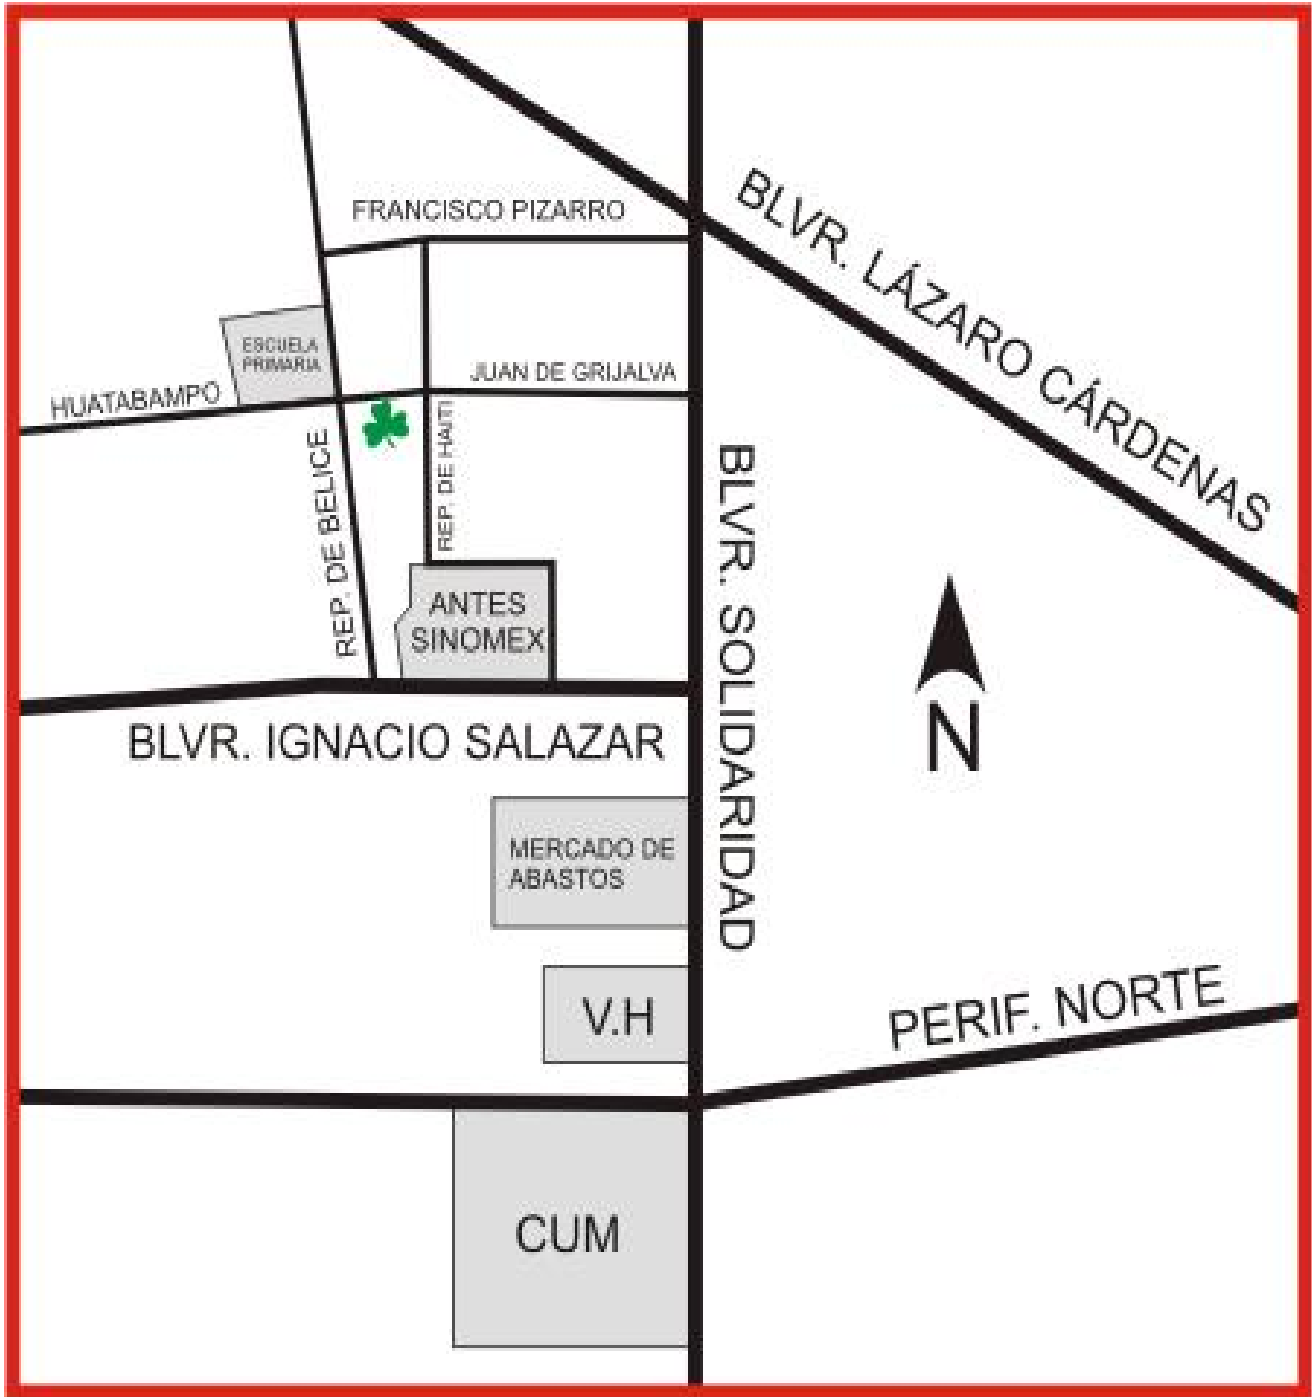 FRANCISCO PIZARRO
BLVR. LÁZARO CÁRDENAS
ESCUELA
PRIMARIA
JUAN DE GRIJALVA
HUATABAMPO
REP. DE BELICE
REP. DE HAITI
BLVR. SOLIDARIDAD
ANTES
SINOMEX
N
BLVR. IGNACIO SALAZAR
MERCADO DE
ABASTOS
V.H
PERIF. NORTE
CUM